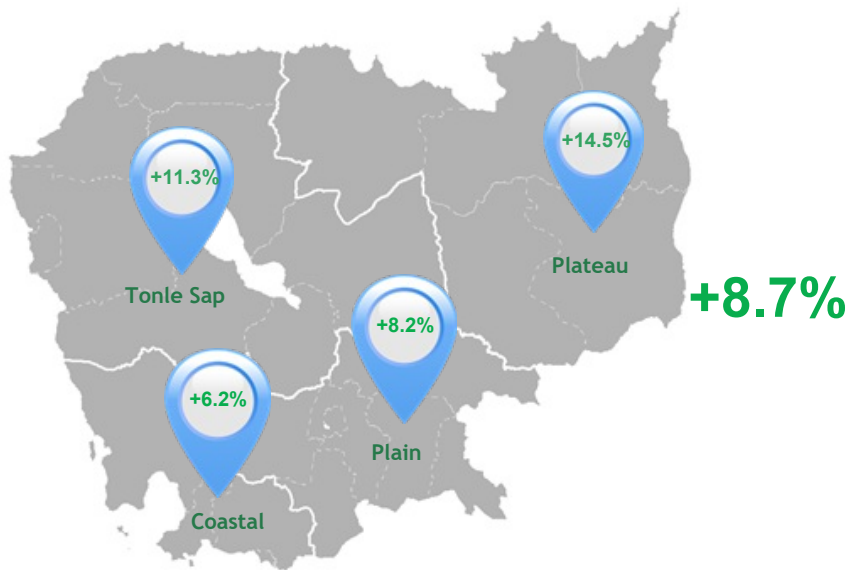 +14.5%
Plateau
+11.3%
Tonle Sap
+8.7%
+8.2%
Plain
+6.2%
Coastal